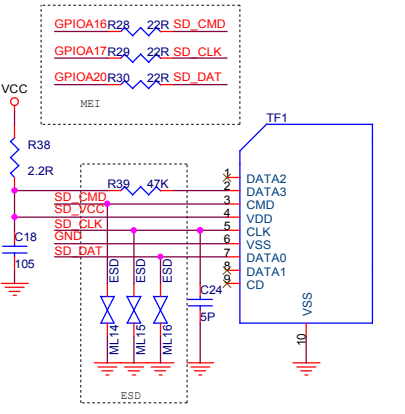 GPIOA16 R28 22R SD_CMD
GPIOA17 R29 22R SD_CLK
GPIOA20 R30 22R SD_DAT
MEI
VCC
TF1
R38
2.2R
R39 47K
SD_CMD
SD_VCC
SD_CLK
GND
SD_DAT
1 DATA2
2 DATA3
3 CMD
4 VDD
5 CLK
6 VSS
7 DATA0
8 DATA1
9 CD
C18
105
ESD ESD ESD
ML14 ML15 ML16
C24
5P
VSS
10
ESD